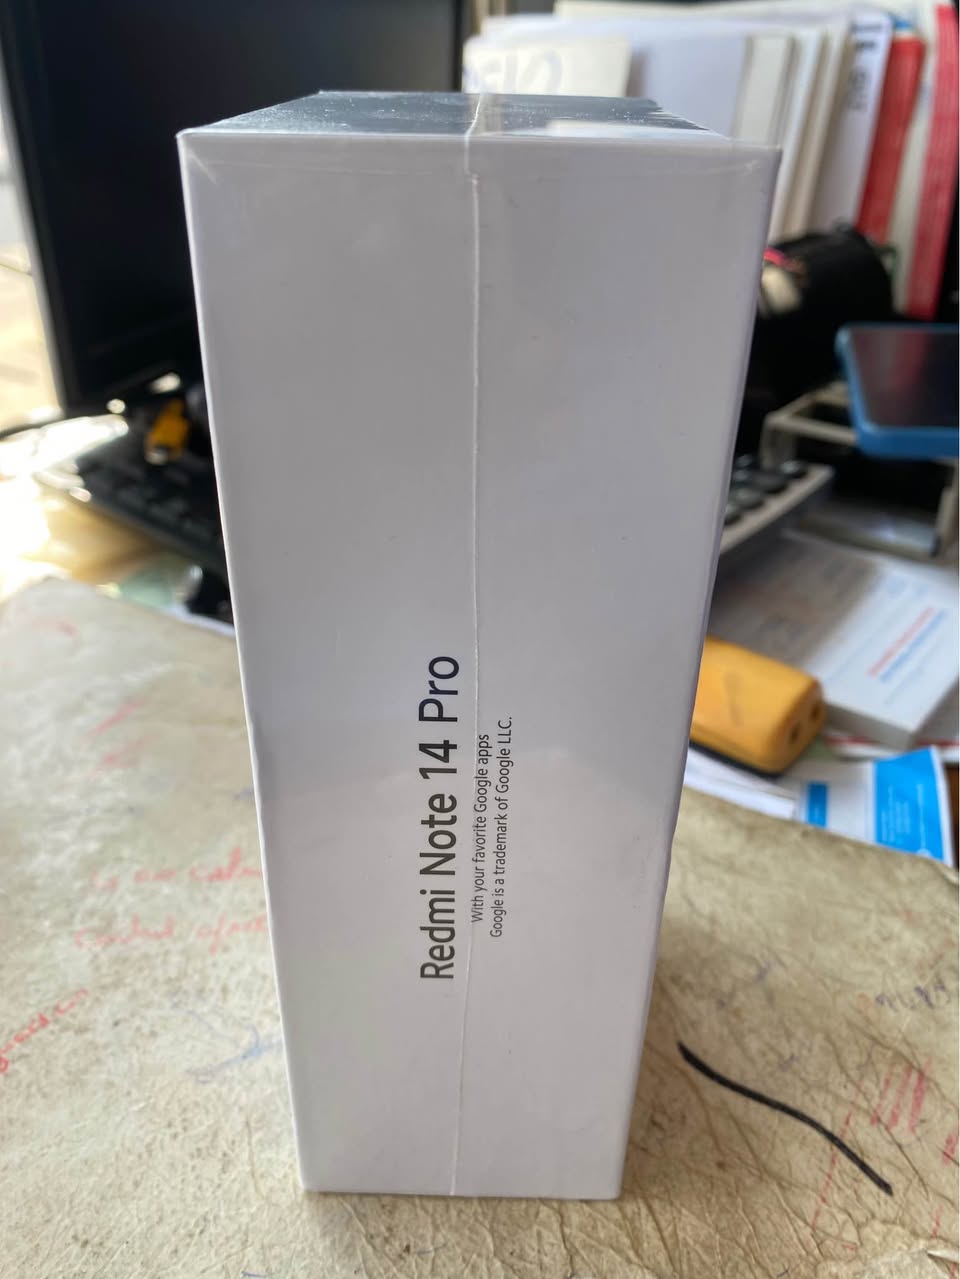 Redmi Note 14 Pro
With your favorite Google apps
Google is a trademark of Google LLC.